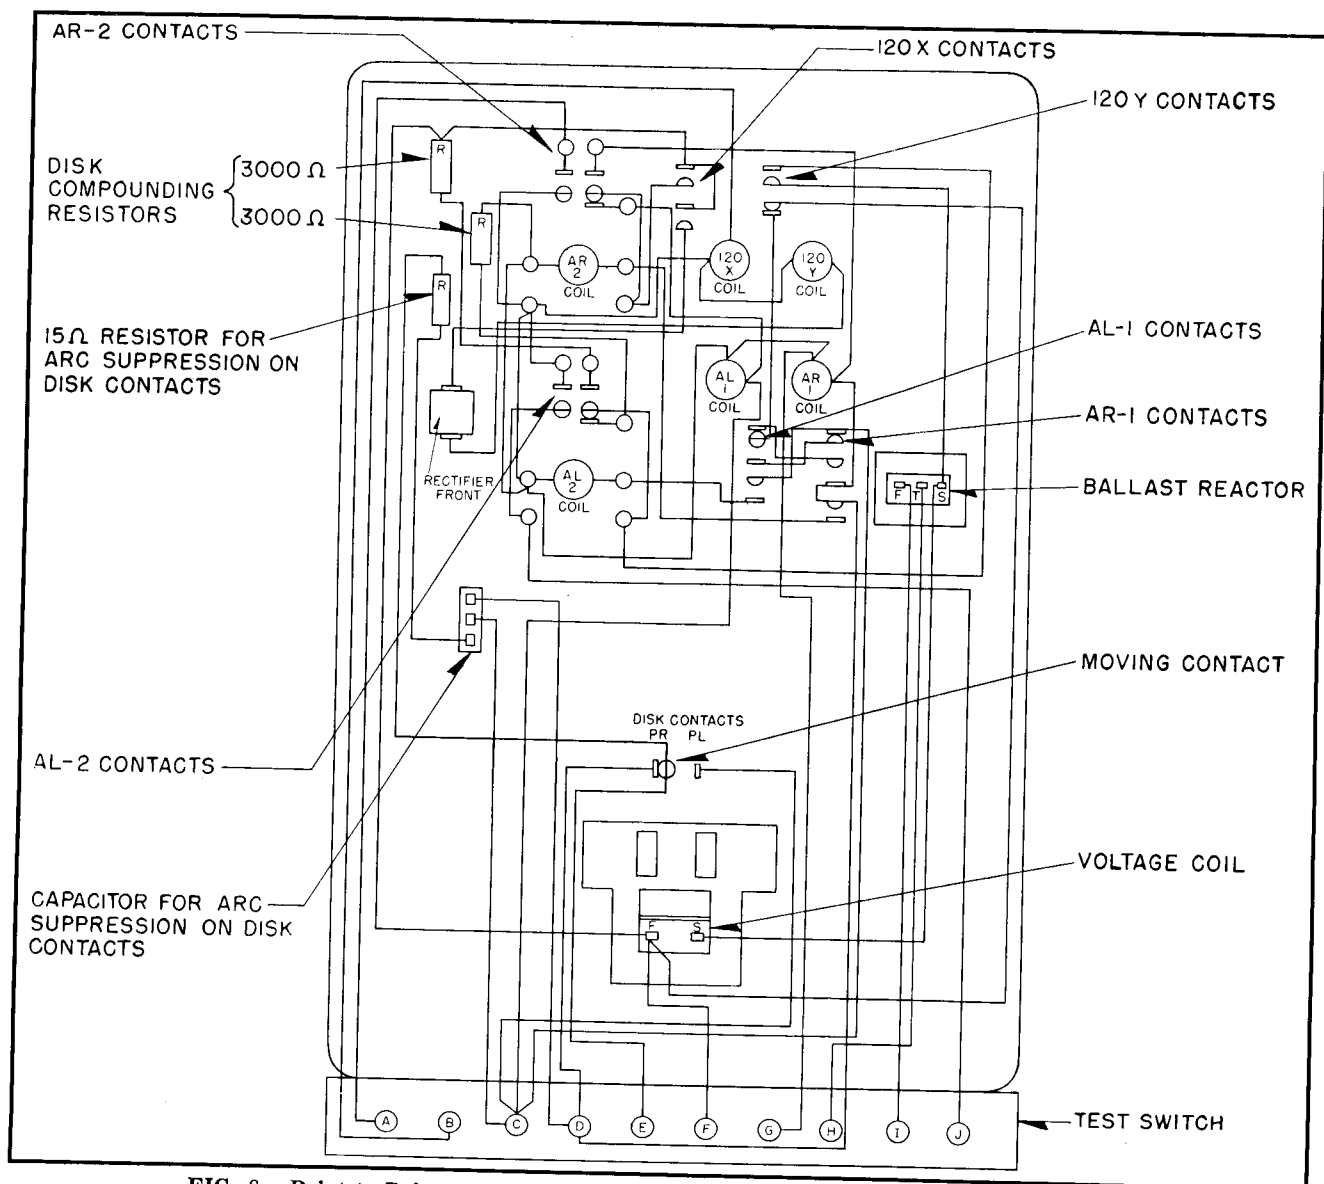 AR-2 CONTACTS
120 X CONTACTS
120 Y CONTACTS
DISK
COMPOUNDING
RESISTORS
3000 Ω
3000 Ω
R
R
R
AR
2
COIL
120
X
COIL
120
Y
COIL
15Ω RESISTOR FOR
ARC SUPPRESSION ON
DISK CONTACTS
AL-1 CONTACTS
AL
1
COIL
AR
1
COIL
AR-1 CONTACTS
RECTIFIER
FRONT
AL
2
COIL
F T S
BALLAST REACTOR
MOVING CONTACT
DISK CONTACTS
PR PL
AL-2 CONTACTS
VOLTAGE COIL
CAPACITOR FOR ARC
SUPPRESSION ON DISK
CONTACTS
F S
A B C D E F G H I J
TEST SWITCH